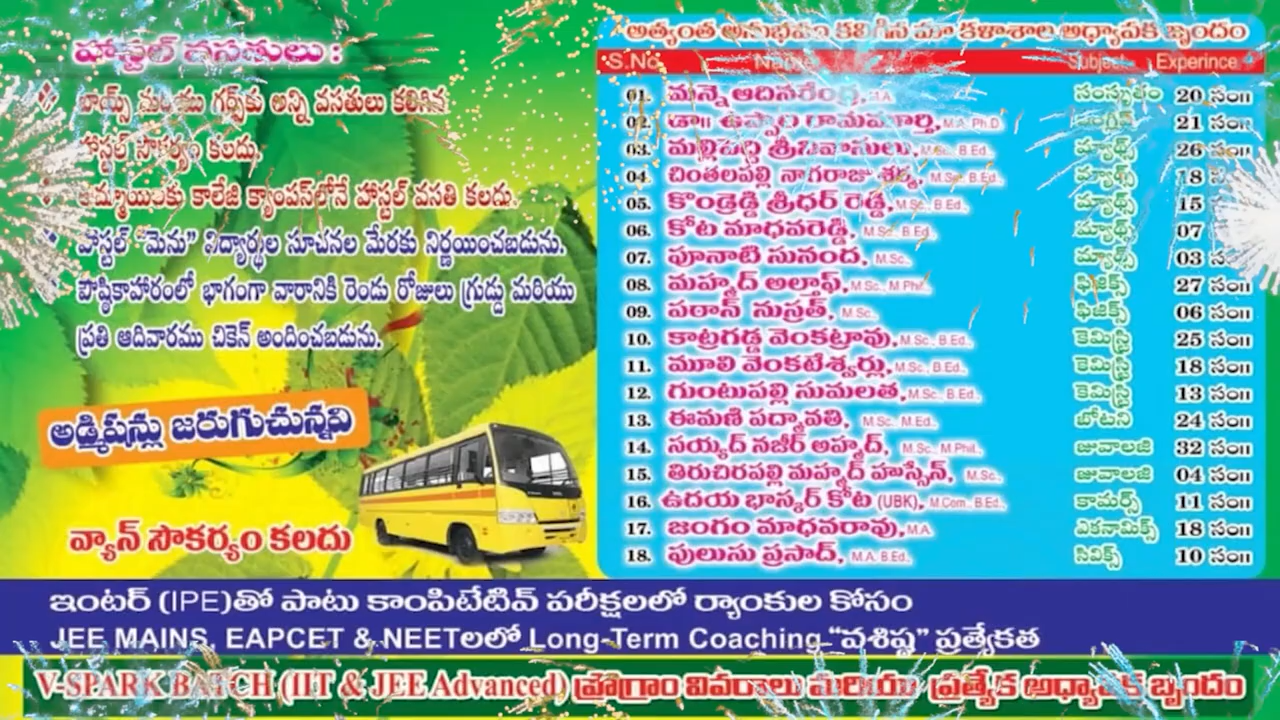 హాస్టల్ వసతులు :
బాయ్స్ మరియు గర్ల్స్‌కు అన్ని వసతులు కలిగిన
హాస్టల్ సౌకర్యం కలదు.
అమ్మాయిలకు కాలేజి క్యాంపస్‌లోనే హాస్టల్ వసతి కలదు.
హాస్టల్ "మెను" విద్యార్థుల సూచనల మేరకు నిర్ణయించబడును.
పౌష్ఠికాహారంలో భాగంగా వారానికి రెండు రోజులు గ్రుడ్డు మరియు
ప్రతి ఆదివారము చికెన్ అందించబడును.
అడ్మిషన్లు జరుగుచున్నవి
వ్యాన్ సౌకర్యం కలదు
అత్యంత అనుభవం కలిగిన మా కళాశాల అధ్యాపక బృందం
S.No. Name Subject Experince
01. మన్నె ఆదినరేంద్ర, M.A. సంస్కృతం 20 సం॥
02. డా॥ ఉప్పాల రామమూర్తి, M.A. Ph.D. 21 సం॥
03. మల్లిపెద్ది శ్రీనివాసులు, M.Sc., B.Ed. మ్యాథ్స్ 26 సం॥
04. చింతలపల్లి నాగరాజు శర్మ, M.Sc., B.Ed., మ్యాథ్స్ 18
05. కొండ్రెడ్డి శ్రీధర్ రెడ్డి, M.Sc., B.Ed., మ్యాథ్స్ 15
06. కోట మాధవరెడ్డి, M.Sc., B.Ed. మ్యాథ్స్ 07
07. పూనాటి సునంద, M.Sc., మ్యాథ్స్ 03 సం॥
08. మహ్మద్ అల్తాఫ్, M.Sc., M.Phil., ఫిజిక్స్ 27 సం॥
09. పఠాన్ నుస్రత్, M.Sc., ఫిజిక్స్ 06 సం॥
10. కాట్రగడ్డ వెంకట్రావు, M.Sc., B.Ed., కెమిస్ట్రి 25 సం॥
11. మూలి వెంకటేశ్వర్లు, M.Sc., B.Ed., కెమిస్ట్రి 18 సం॥
12. గుంటుపల్లి సుమలత, M.Sc., B.Ed., కెమిస్ట్రి 13 సం॥
13. ఈమణి పద్మావతి, M.Sc., M.Ed., బోటని 24 సం॥
14. సయ్యద్ నజీర్ అహ్మద్, M.Sc., M.Phil., జువాలజి 32 సం॥
15. తిరుచిరపల్లి మహ్మద్ హుస్సేన్, M.Sc., జువాలజి 04 సం॥
16. ఉదయ భాస్కర్ కోట (UBK), M.Com., B.Ed., కామర్స్ 11 సం॥
17. జంగం మాధవరావు, M.A. ఎకనామిక్స్ 18 సం॥
18. పులుసు ప్రసాద్, M.A. B.Ed., సివిక్స్ 10 సం॥
ఇంటర్ (IPE)తో పాటు కాంపిటేటివ్ పరీక్షలలో ర్యాంకుల కోసం
JEE MAINS, EAPCET & NEETలలో Long-Term Coaching "వశిష్ట" ప్రత్యేకత
V-SPARK BATCH (IIT & JEE Advanced) ప్రోగ్రాం వివరాలు మరియు ప్రత్యేక అధ్యాపక బృందం